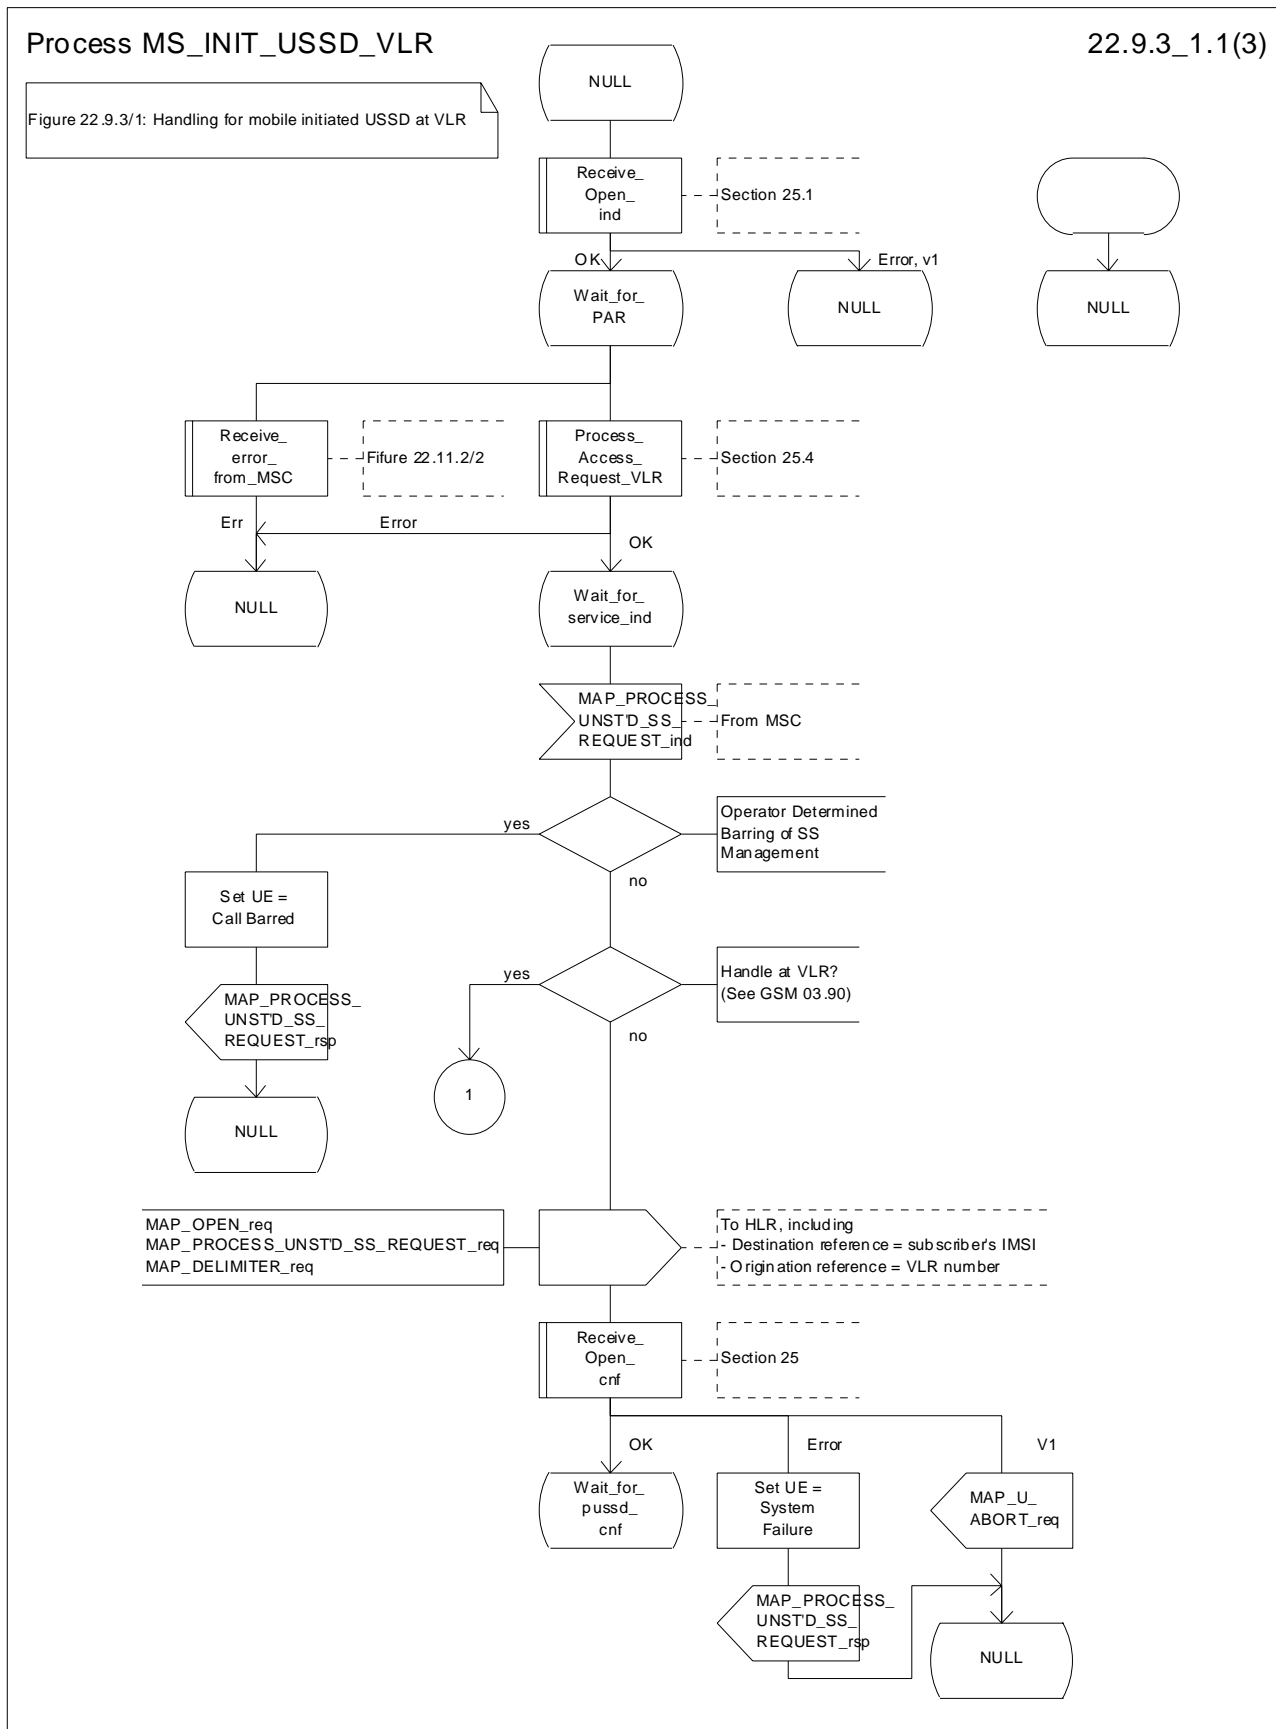 Process MS_INIT_USSD_VLR
22.9.3_1.1(3)
Figure 22.9.3/1: Handling for mobile initiated USSD at VLR
NULL
Receive_
Open_
ind
Section 25.1
OK
Error, v1
Wait_for_
PAR
NULL
NULL
Receive_
error_
from_MSC
Fifure 22.11.2/2
Process_
Access_
Request_VLR
Section 25.4
Err
Error
OK
NULL
Wait_for_
service_ind
MAP_PROCESS_
UNST'D_SS_
REQUEST_ind
From MSC
yes
Operator Determined
Barring of SS
Management
no
Set UE =
Call Barred
yes
Handle at VLR?
(See GSM 03.90)
MAP_PROCESS_
UNST'D_SS_
REQUEST_rsp
no
1
NULL
MAP_OPEN_req
MAP_PROCESS_UNST'D_SS_REQUEST_req
MAP_DELIMITER_req
To HLR, including
- Destination reference = subscriber's IMSI
- Origination reference = VLR number
Receive_
Open_
cnf
Section 25
OK
Error
V1
Wait_for_
pussd_
cnf
Set UE =
System
Failure
MAP_U_
ABORT_req
MAP_PROCESS_
UNST'D_SS_
REQUEST_rsp
NULL